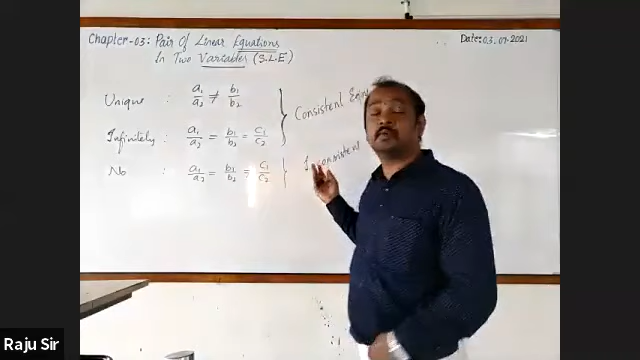 Chapter-03: Pair Of Linear Equations
In Two Variables (S.L.E)
Date: 03.07.2021
Unique : a₁/a₂ ≠ b₁/b₂
Consistent
Infinitely : a₁/a₂ = b₁/b₂ = c₁/c₂
Inconsistent
No : a₁/a₂ = b₁/b₂ = c₁/c₂
Raju Sir